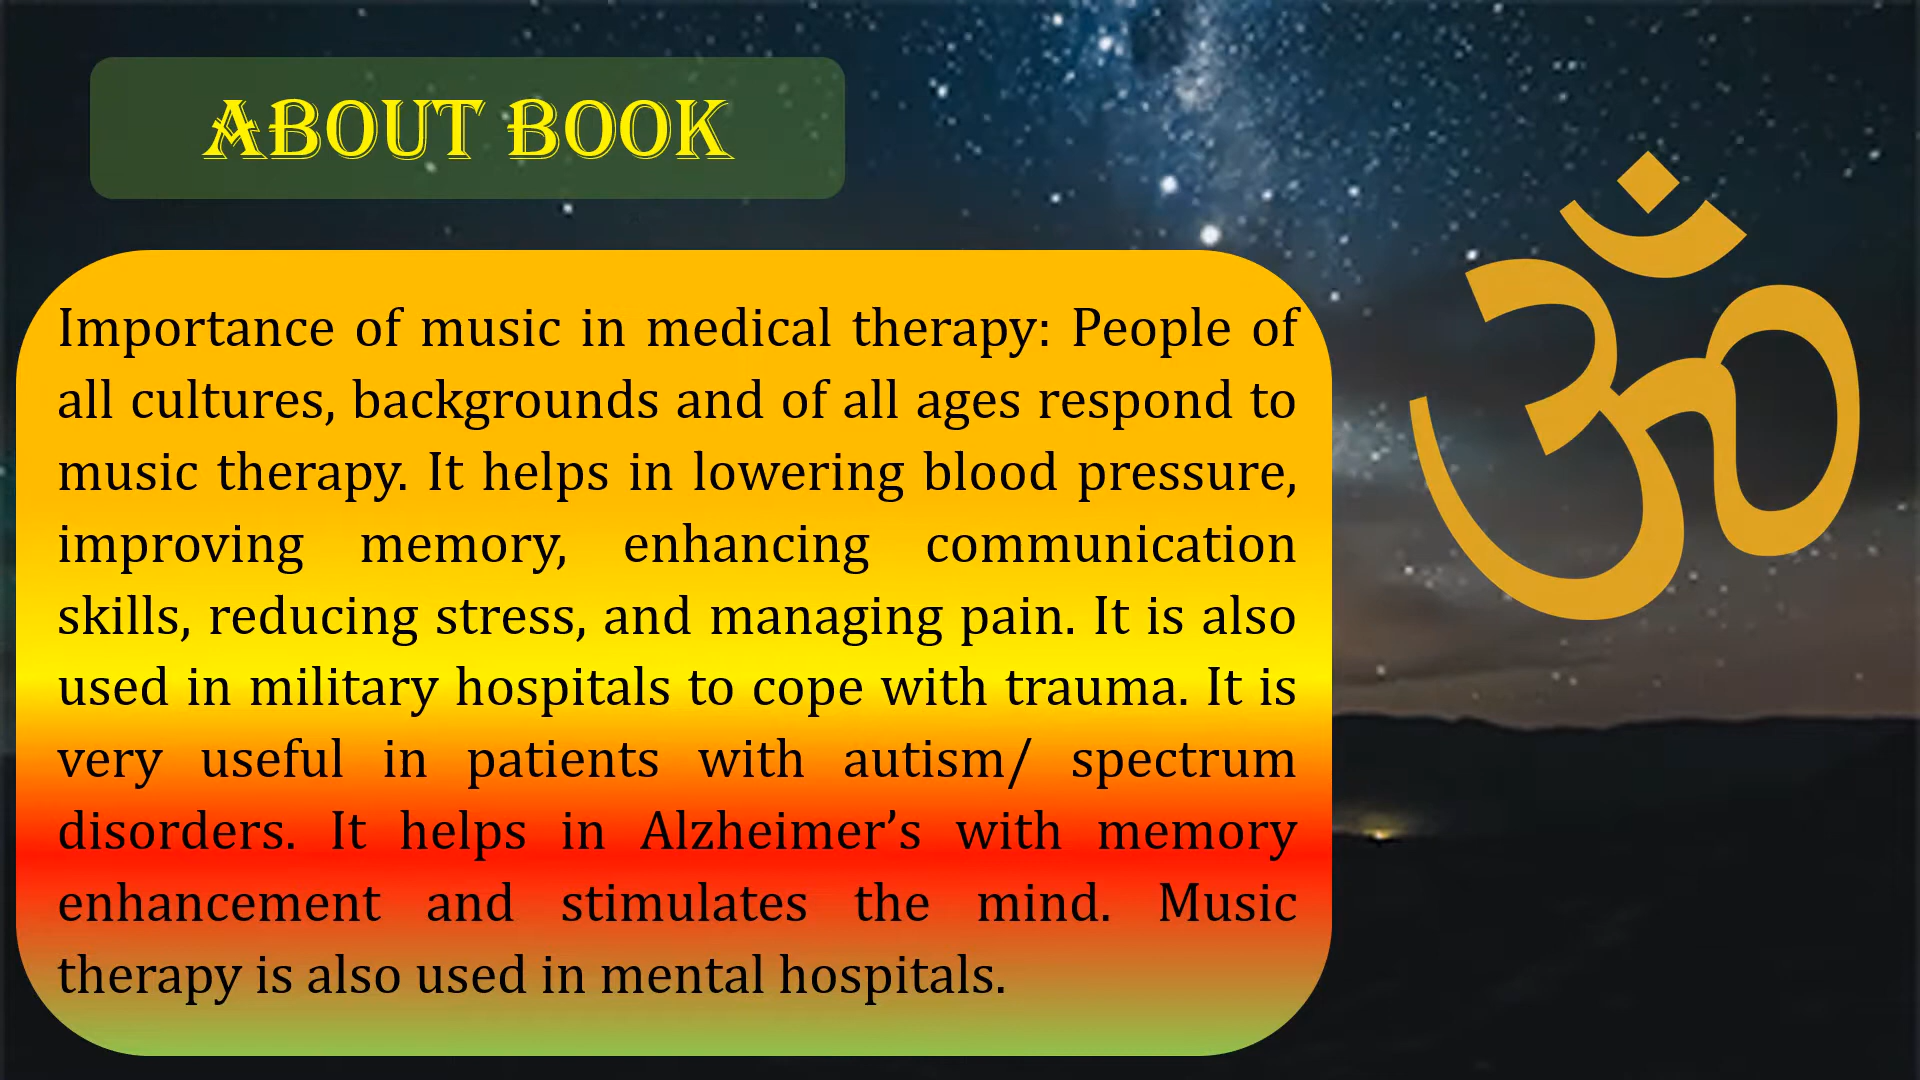 ABOUT BOOK
Importance of music in medical therapy: People of
all cultures, backgrounds and of all ages respond to
music therapy. It helps in lowering blood pressure,
improving memory, enhancing communication
skills, reducing stress, and managing pain. It is also
used in military hospitals to cope with trauma. It is
very useful in patients with autism/ spectrum
disorders. It helps in Alzheimer’s with memory
enhancement and stimulates the mind. Music
therapy is also used in mental hospitals.
ॐ